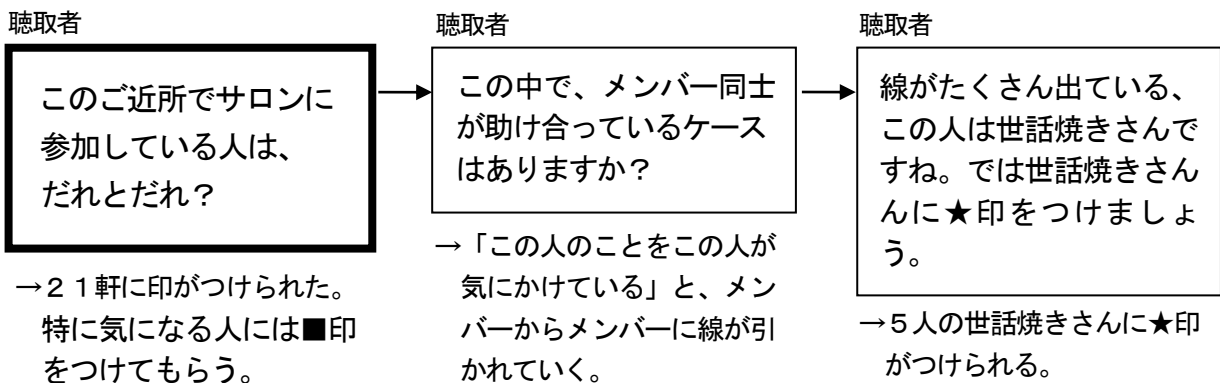 聴取者
このご近所でサロンに
参加している人は、
だれとだれ?
→21軒に印がつけられた。
特に気になる人には■印
をつけてもらう。
聴取者
この中で、メンバー同士
が助け合っているケース
はありますか?
→「この人のことをこの人が
気にかけている」と、メン
バーからメンバーに線が引
かれていく。
聴取者
線がたくさん出ている、
この人は世話焼きさんで
すね。では世話焼きさん
んに★印をつけましょ
う。
→5人の世話焼きさんに★印
がつけられる。